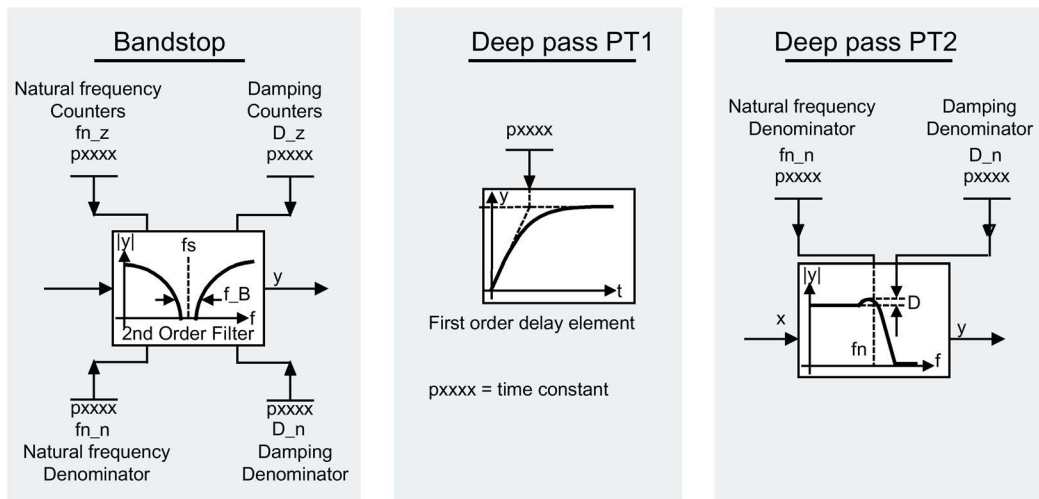 Bandstop
Natural frequency
Counters
fn_z
pxxxx
Damping
Counters
D_z
pxxxx
|y|
fs
f_B
f
2nd Order Filter
y
pxxxx
fn_n
Natural frequency
Denominator
pxxxx
D_n
Damping
Denominator
Deep pass PT1
pxxxx
y
t
First order delay element
pxxxx = time constant
Deep pass PT2
Natural frequency
Denominator
fn_n
pxxxx
Damping
Denominator
D_n
pxxxx
|y|
D
x
fn
f
y